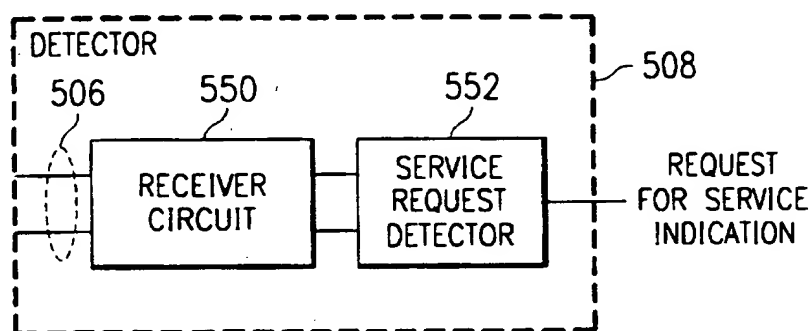 DETECTOR
508
506
550
552
RECEIVER
CIRCUIT
SERVICE
REQUEST
DETECTOR
REQUEST
FOR SERVICE
INDICATION